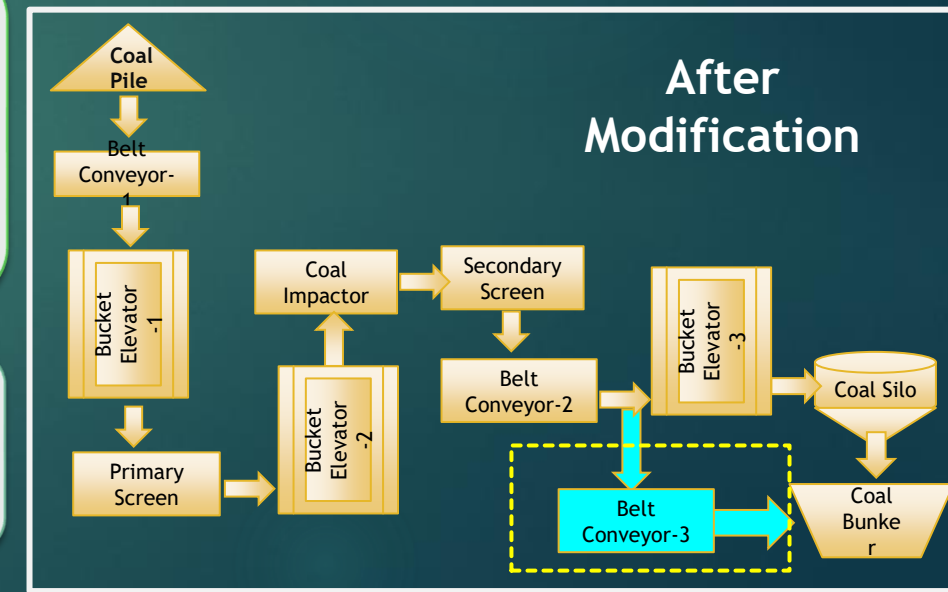 After
Modification
Coal
Pile
Belt
Conveyor-
1
Bucket
Elevator
-1
Primary
Screen
Bucket
Elevator
-2
Coal
Impactor
Secondary
Screen
Belt
Conveyor-2
Bucket
Elevator
-3
Coal Silo
Belt
Conveyor-3
Coal
Bunke
r